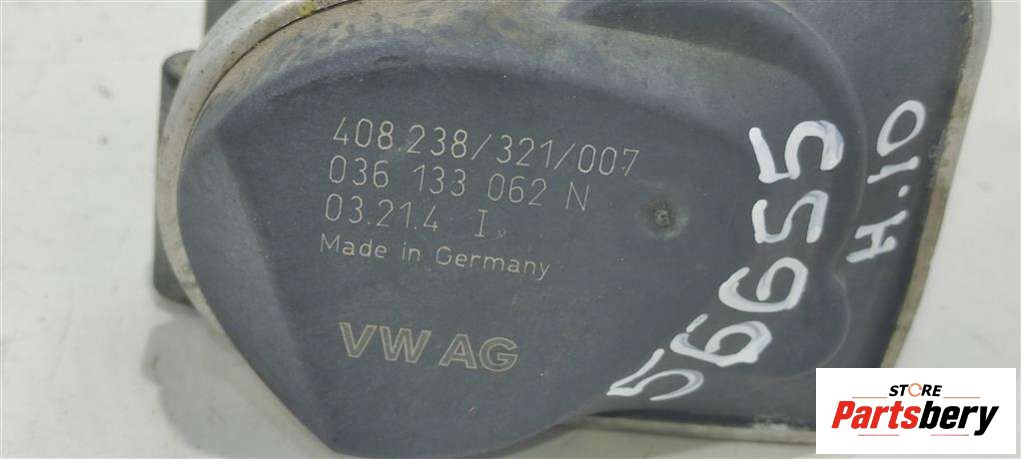 408.238/321/007
036 133 062 N
03.21.4 I
Made in Germany
VW AG
56655
H.10
STORE
Partsbery